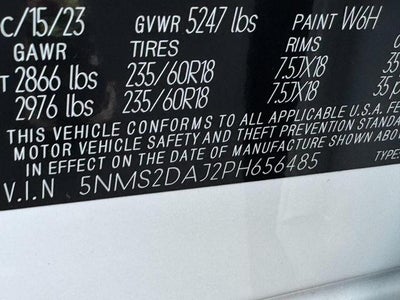 c/15/23 GVWR 5247 lbs PAINT W6H
GAWR TIRES RIMS
T 2866 lbs 235/60R18 7.5JX18 35
2976 lbs 235/60R18 7.5JX18 35 p
THIS VEHICLE CONFORMS TO ALL APPLICABLE U.S.A. FE
MOTOR VEHICLE SAFETY AND THEFT PREVENTION STANDA
IN EFFECT ON THE DATE OF MANUFACTURE SHOWN ABOV
V.I.N 5NMS2DAJ2PH656485 TYPE: